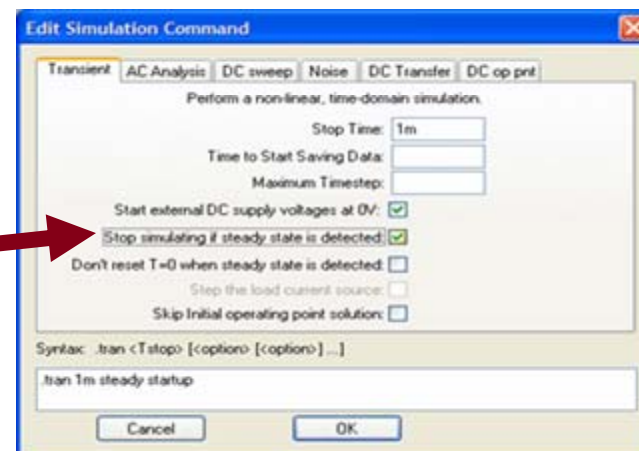 Edit Simulation Command
Transient AC Analysis DC sweep Noise DC Transfer DC op pnt
Perform a non-linear, time-domain simulation.
Stop Time: 1m
Time to Start Saving Data:
Maximum Timestep:
Start external DC supply voltages at 0V:
Stop simulating if steady state is detected:
Don't reset T=0 when steady state is detected:
Step the load current source:
Skip Initial operating point solution:
Syntax: .tran <Tstop> [<option> [<option>] ...]
.tran 1m steady startup
Cancel OK